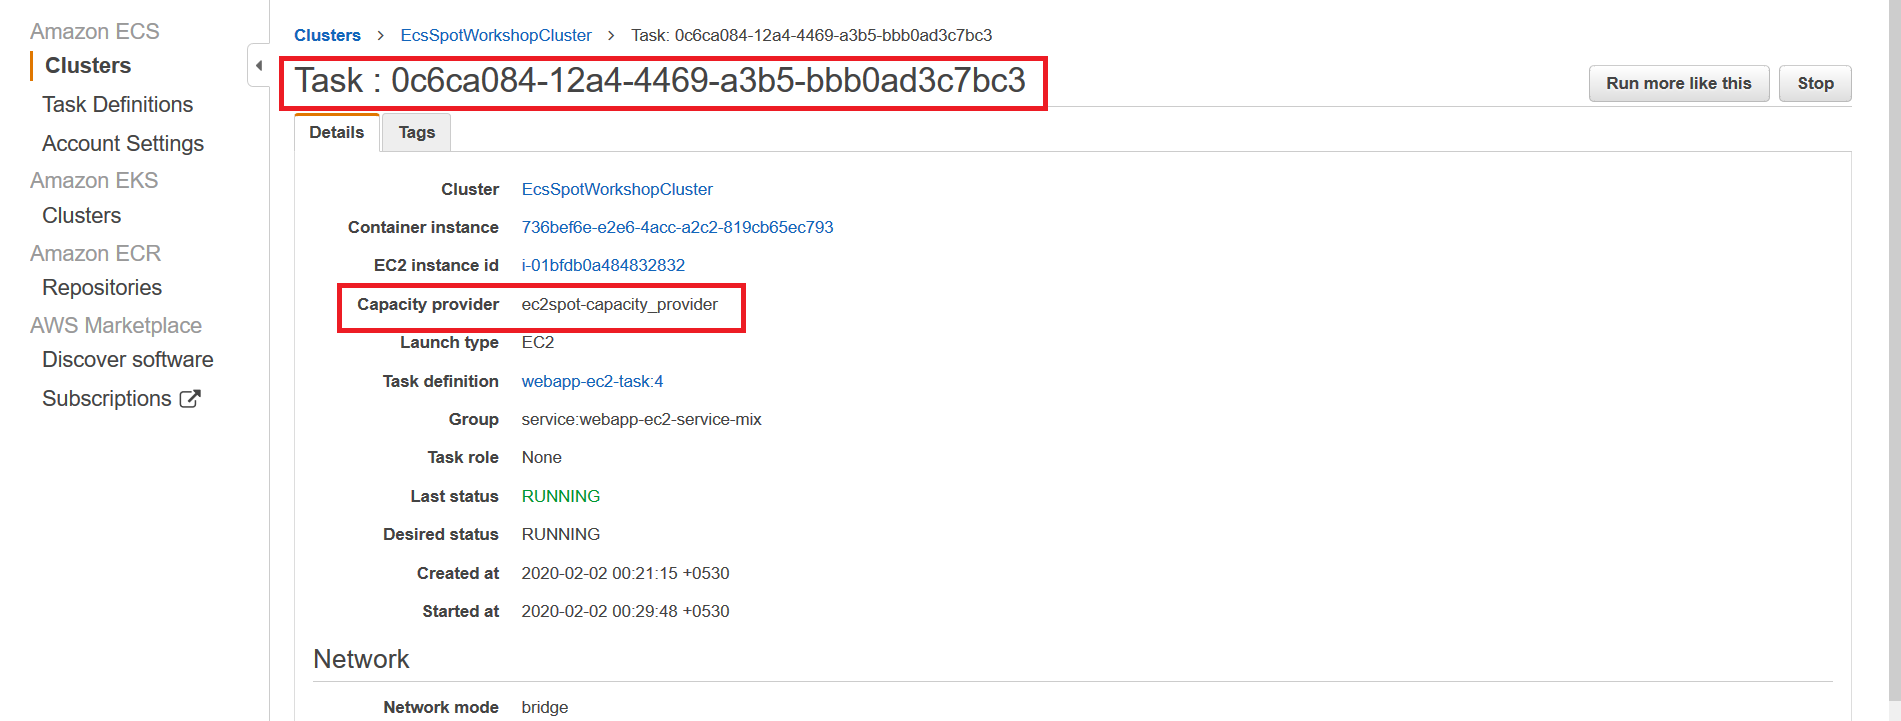 Amazon ECS
Clusters
Task Definitions
Account Settings
Amazon EKS
Clusters
Amazon ECR
Repositories
AWS Marketplace
Discover software
Subscriptions
Clusters > EcsSpotWorkshopCluster > Task: 0c6ca084-12a4-4469-a3b5-bbb0ad3c7bc3
Task : 0c6ca084-12a4-4469-a3b5-bbb0ad3c7bc3
Run more like this Stop
Details Tags
Cluster EcsSpotWorkshopCluster
Container instance 736bef6e-e2e6-4acc-a2c2-819cb65ec793
EC2 instance id i-01bfdb0a484832832
Capacity provider ec2spot-capacity_provider
Launch type EC2
Task definition webapp-ec2-task:4
Group service:webapp-ec2-service-mix
Task role None
Last status RUNNING
Desired status RUNNING
Created at 2020-02-02 00:21:15 +0530
Started at 2020-02-02 00:29:48 +0530
Network
Network mode bridge